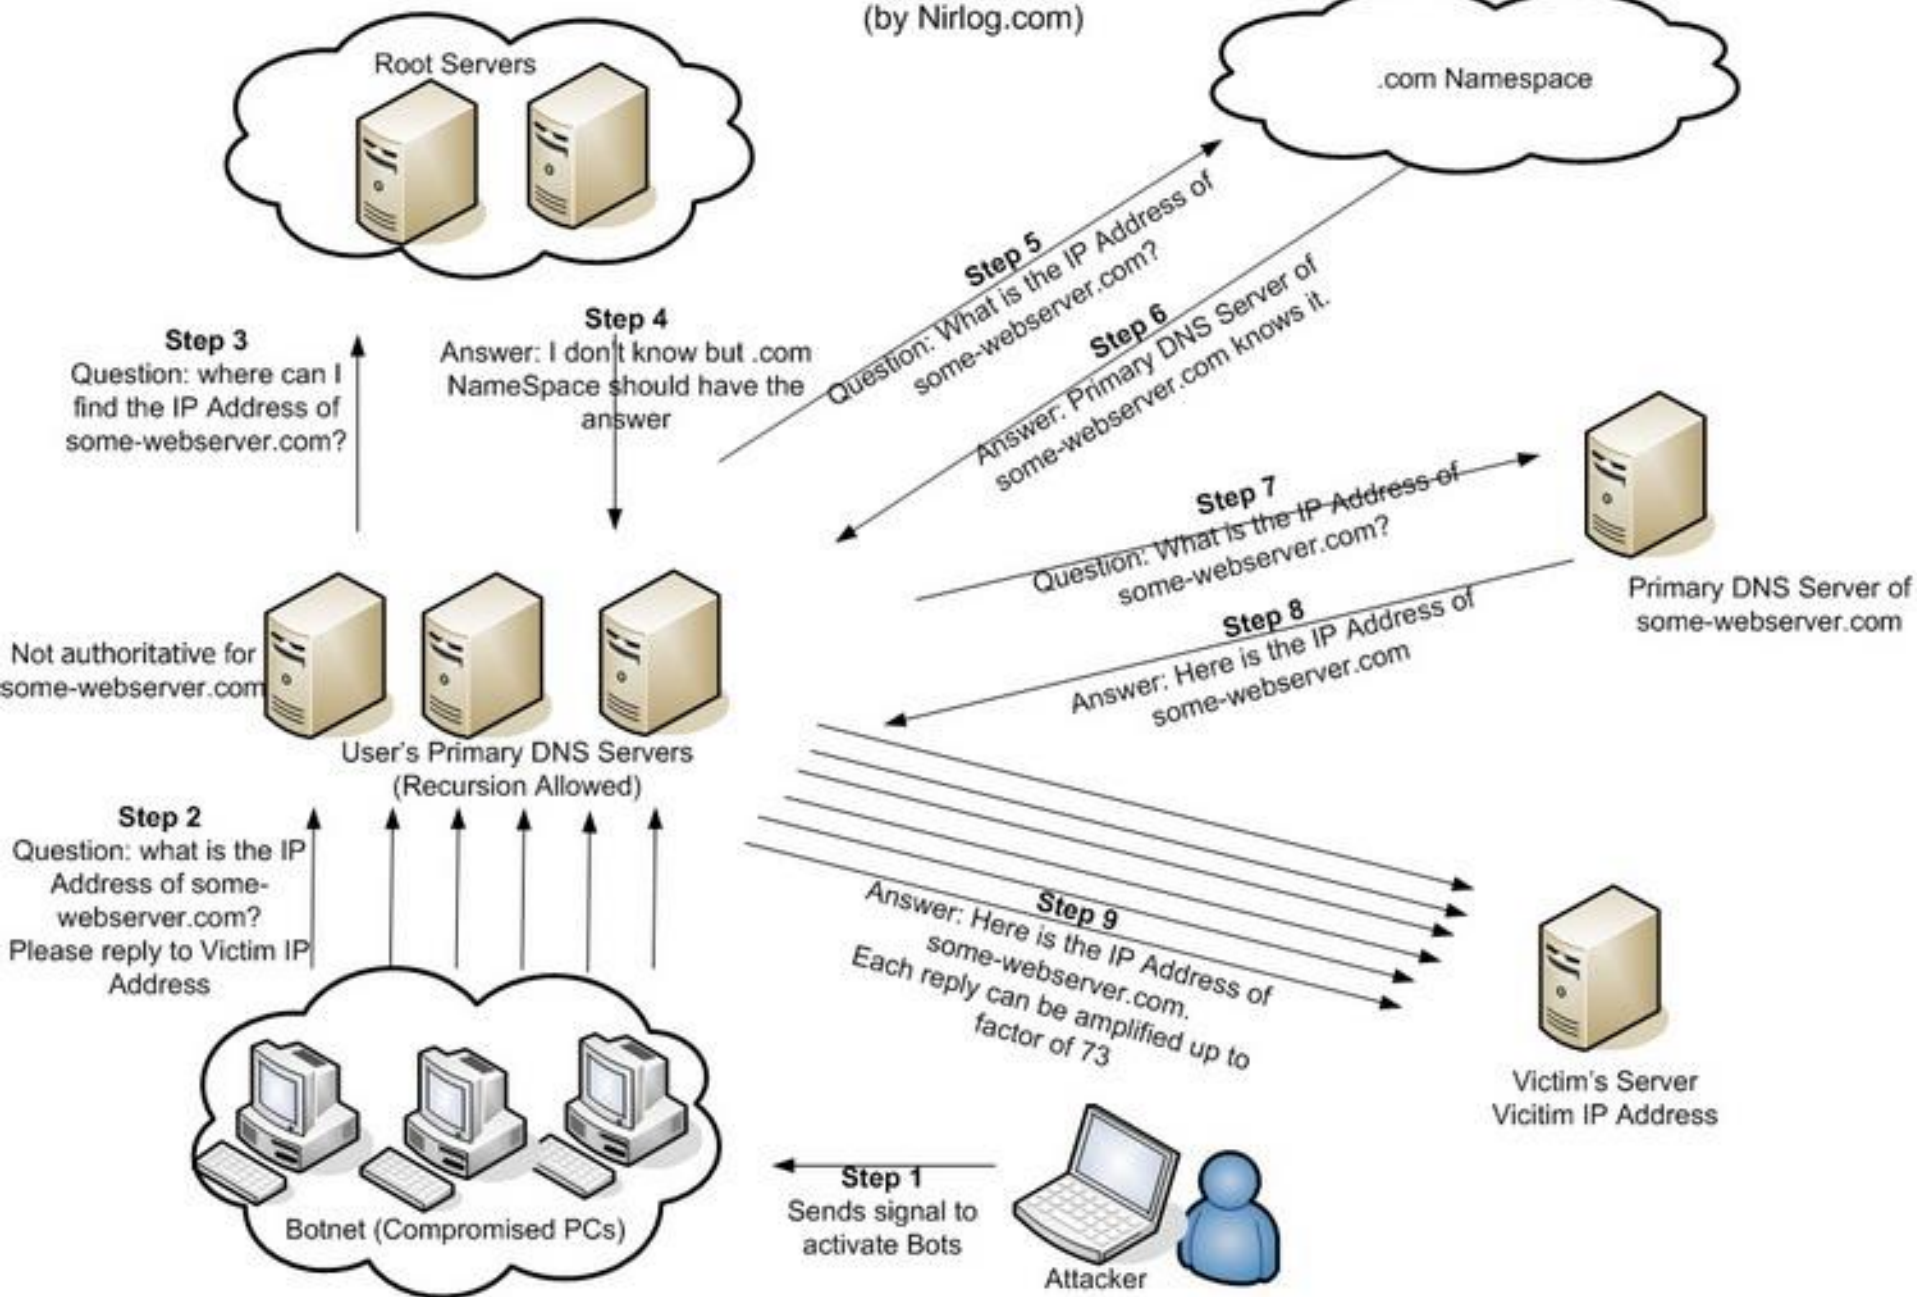 (by Nirlog.com)
Root Servers
.com Namespace
Step 3
Question: where can I
find the IP Address of
some-webserver.com?
Step 4
Answer: I don't know but .com
NameSpace should have the
answer
Step 5
Question: What is the IP Address of
some-webserver.com?
Step 6
Answer: Primary DNS Server of
some-webserver.com knows it.
Step 7
Question: What is the IP Address of
some-webserver.com?
Step 8
Answer: Here is the IP Address of
some-webserver.com
Primary DNS Server of
some-webserver.com
Not authoritative for
some-webserver.com
User's Primary DNS Servers
(Recursion Allowed)
Step 2
Question: what is the IP
Address of some-
webserver.com?
Please reply to Victim IP
Address
Step 9
Answer: Here is the IP Address of
some-webserver.com.
Each reply can be amplified up to
factor of 73
Victim's Server
Vicitim IP Address
Botnet (Compromised PCs)
Step 1
Sends signal to
activate Bots
Attacker